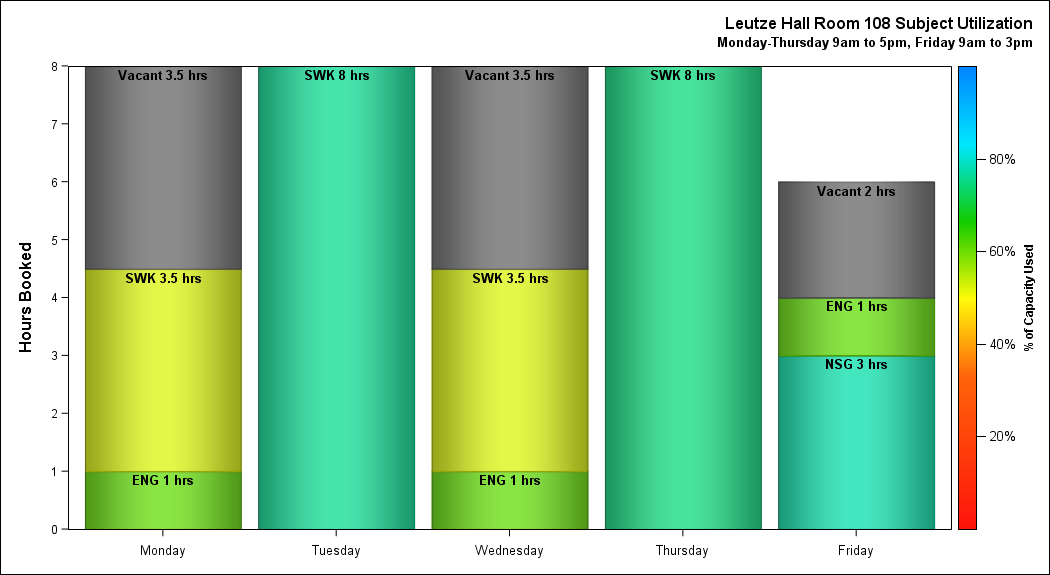 Leutze Hall Room 108 Subject Utilization
Monday-Thursday 9am to 5pm, Friday 9am to 3pm
Hours Booked
8
7
6
5
4
3
2
1
0
Vacant 3.5 hrs
SWK 3.5 hrs
ENG 1 hrs
SWK 8 hrs
Vacant 3.5 hrs
SWK 3.5 hrs
ENG 1 hrs
SWK 8 hrs
Vacant 2 hrs
ENG 1 hrs
NSG 3 hrs
Monday
Tuesday
Wednesday
Thursday
Friday
80%
60%
40%
20%
% of Capacity Used